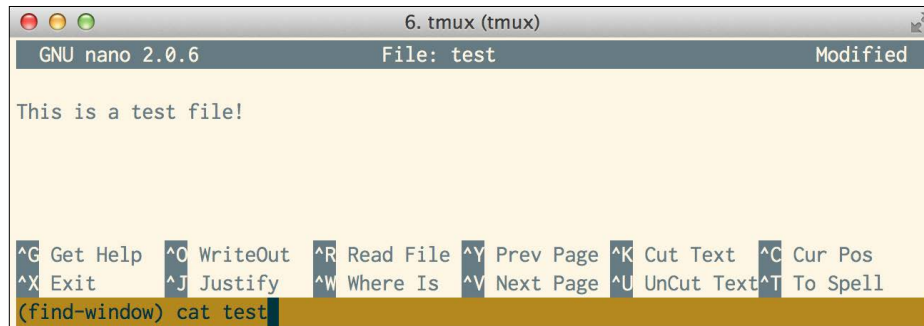 6. tmux (tmux)
GNU nano 2.0.6 File: test Modified
This is a test file!
^G Get Help ^O WriteOut ^R Read File ^Y Prev Page ^K Cut Text ^C Cur Pos
^X Exit ^J Justify ^W Where Is ^V Next Page ^U UnCut Text ^T To Spell
(find-window) cat test